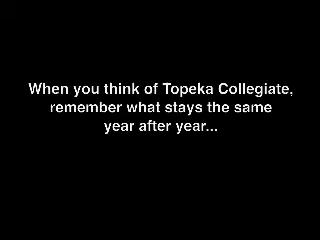 When you think of Topeka Collegiate,
remember what stays the same
year after year...